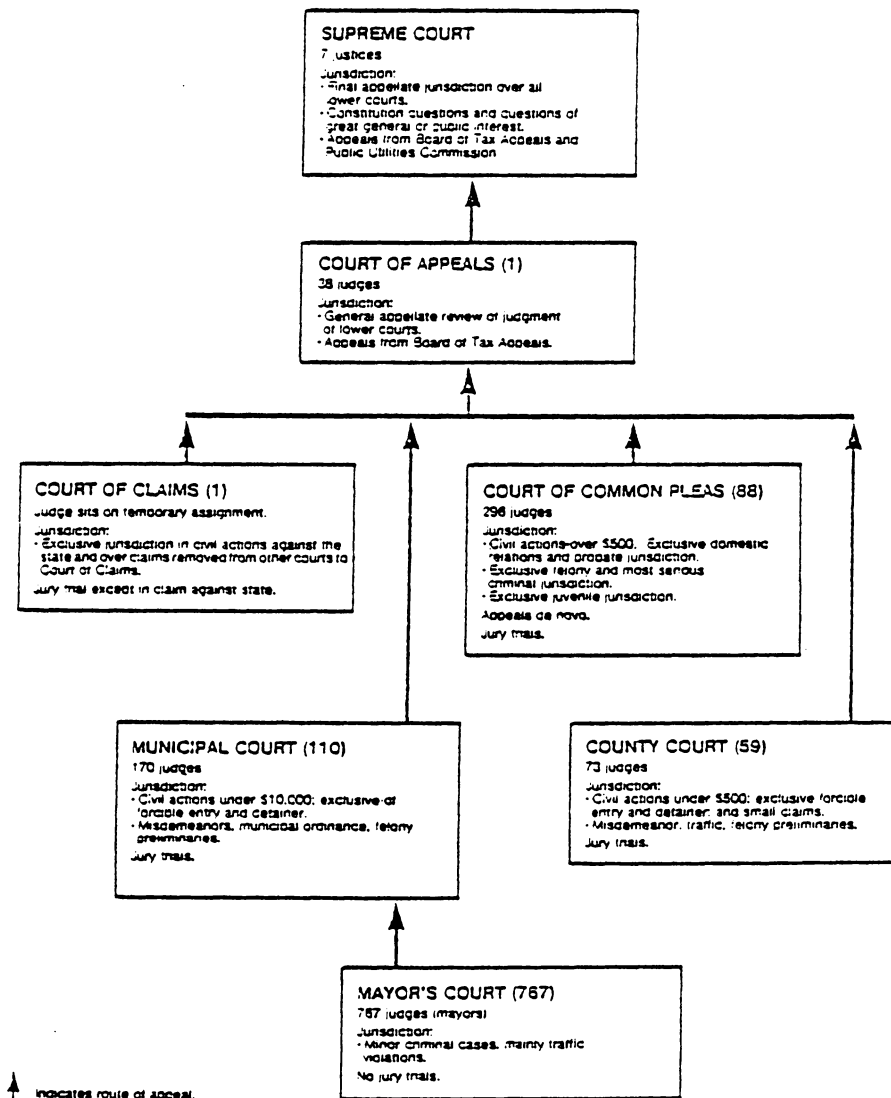 SUPREME COURT
7 justices
Jurisdiction:
· Final appellate jurisdiction over all
lower courts.
· Constitution questions and questions of
great general or public interest.
· Appeals from Board of Tax Appeals and
Public Utilities Commission
COURT OF APPEALS (1)
38 judges
Jurisdiction:
· General appellate review of judgment
of lower courts.
· Appeals from Board of Tax Appeals.
COURT OF CLAIMS (1)
Judge sits on temporary assignment.
Jurisdiction:
· Exclusive jurisdiction in civil actions against the
state and over claims removed from other courts to
Court of Claims.
Jury trial except in claim against state.
COURT OF COMMON PLEAS (88)
296 judges
Jurisdiction:
· Civil actions-over $500. Exclusive domestic
relations and probate jurisdiction.
· Exclusive felony and most serious
criminal jurisdiction.
· Exclusive juvenile jurisdiction.
Appeals de novo.
Jury trials.
MUNICIPAL COURT (110)
170 judges
Jurisdiction:
· Civil actions under $10,000; exclusive-of
forcible entry and detainer.
· Misdemeanors, municipal ordinance, felony
preliminaries.
Jury trials.
COUNTY COURT (59)
73 judges
Jurisdiction:
· Civil actions under $500; exclusive forcible
entry and detainer; and small claims.
· Misdemeanor, traffic, felony preliminaries.
Jury trials.
MAYOR'S COURT (767)
767 judges (mayors)
Jurisdiction:
· Minor criminal cases, mainly traffic
violations.
No jury trials.
Indicates route of appeal.